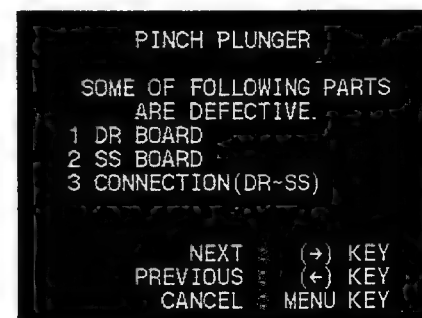 PINCH PLUNGER
SOME OF FOLLOWING PARTS
ARE DEFECTIVE.
1 DR BOARD
2 SS BOARD
3 CONNECTION(DR~SS)
NEXT : (→) KEY
PREVIOUS : (←) KEY
CANCEL : MENU KEY